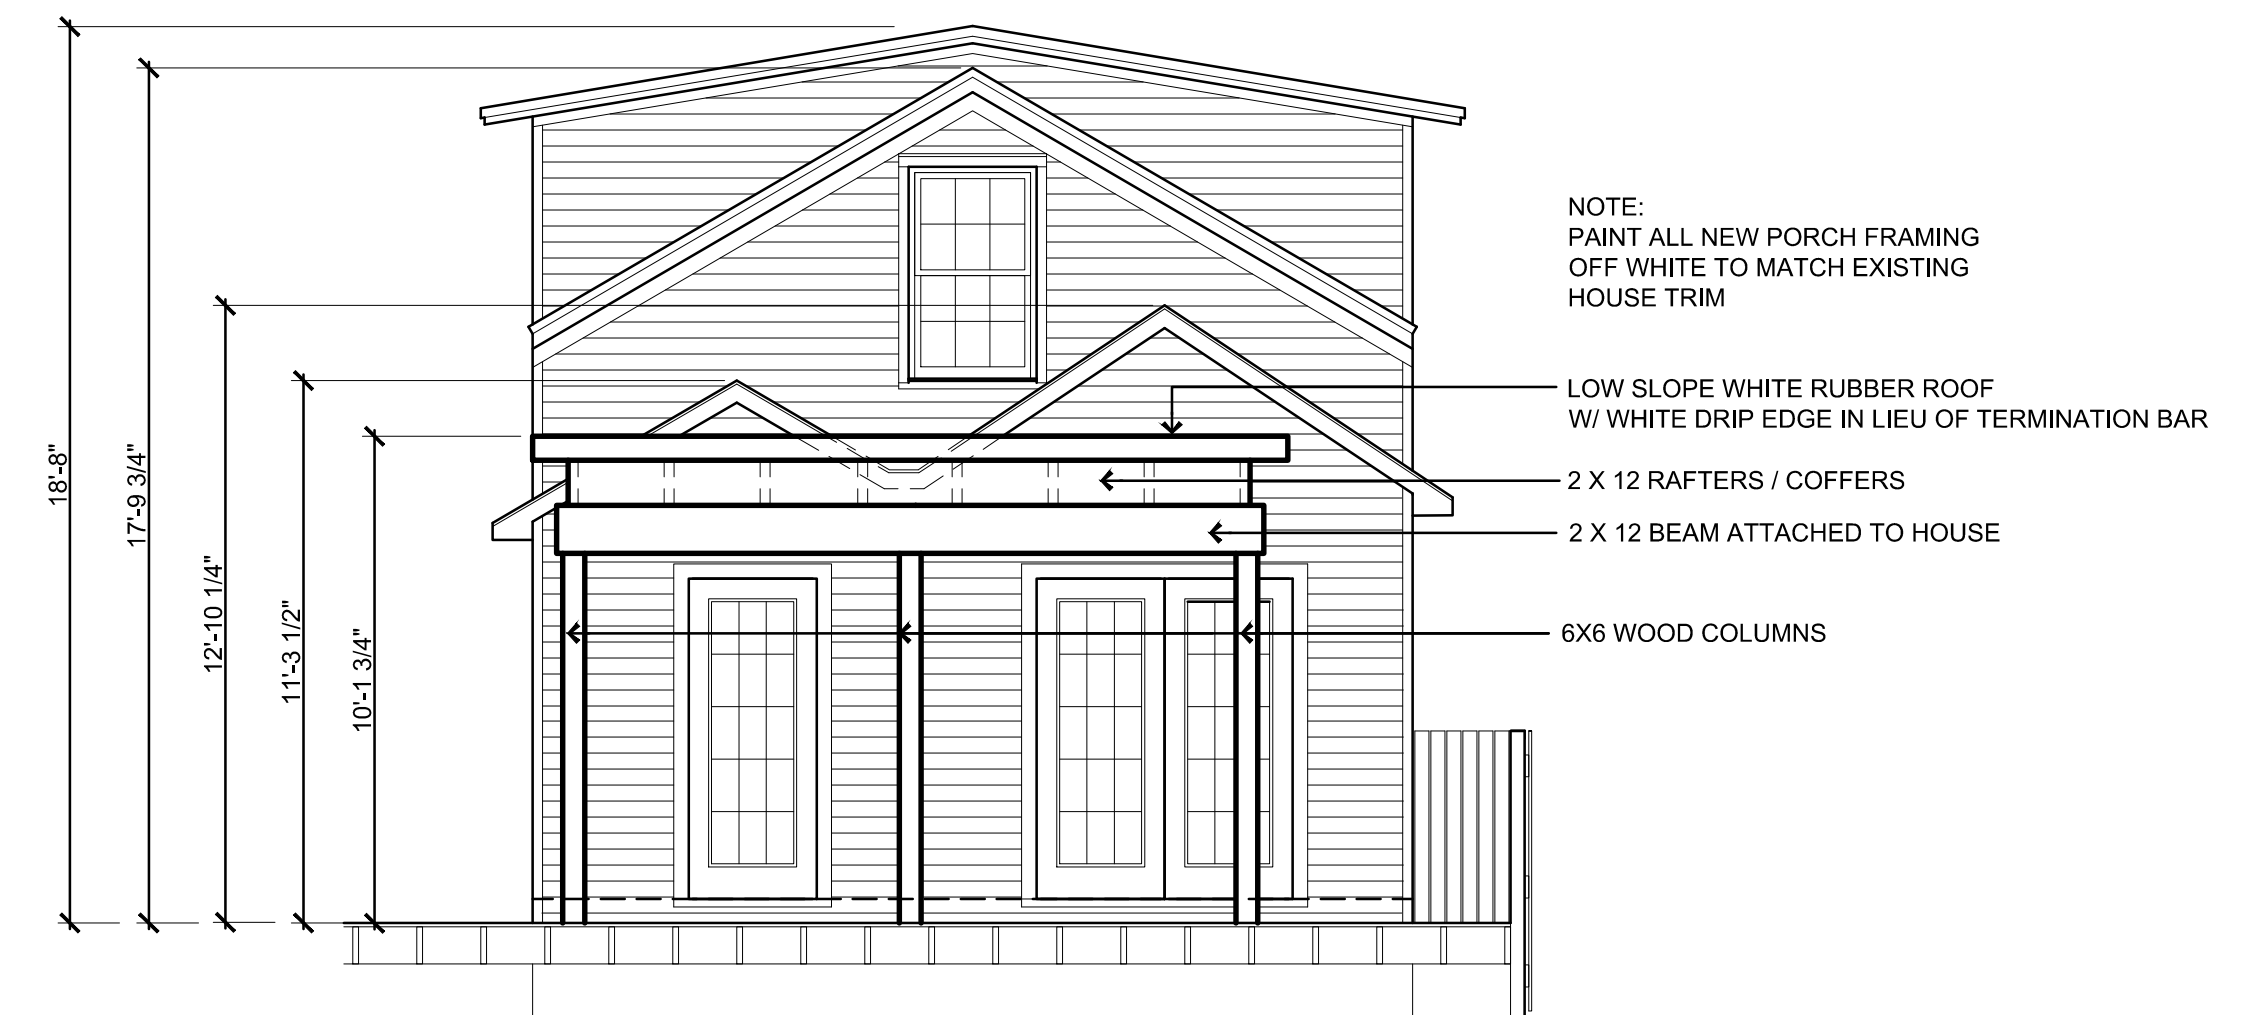 18'-8"
17'-9 3/4"
12'-10 1/4"
11'-3 1/2"
10'-1 3/4"
NOTE:
PAINT ALL NEW PORCH FRAMING
OFF WHITE TO MATCH EXISTING
HOUSE TRIM
LOW SLOPE WHITE RUBBER ROOF
W/ WHITE DRIP EDGE IN LIEU OF TERMINATION BAR
2 X 12 RAFTERS / COFFERS
2 X 12 BEAM ATTACHED TO HOUSE
6X6 WOOD COLUMNS